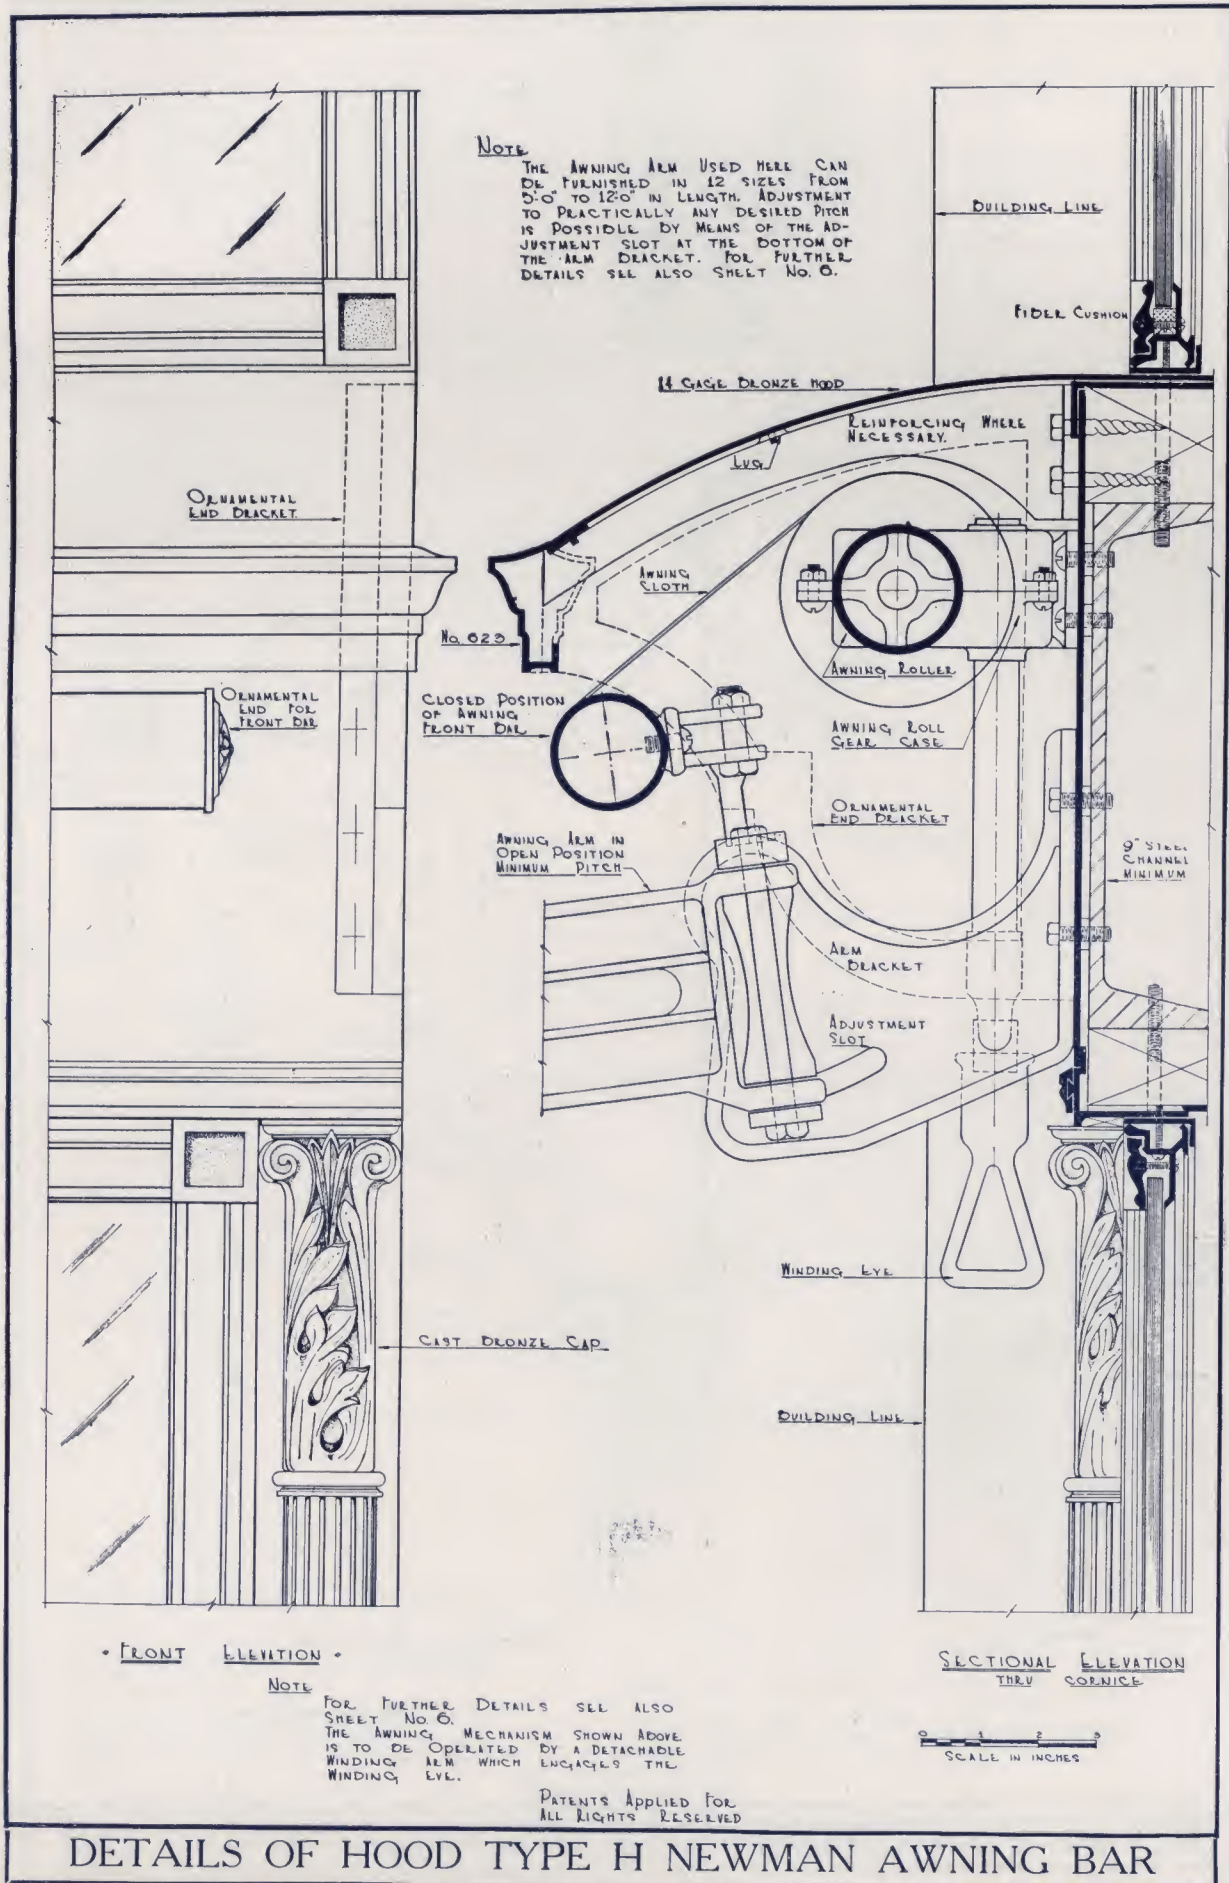 NOTE
THE AWNING ARM USED HERE CAN
BE FURNISHED IN 12 SIZES FROM
5'-0" TO 12'-0" IN LENGTH. ADJUSTMENT
TO PRACTICALLY ANY DESIRED PITCH
IS POSSIBLE BY MEANS OF THE AD-
JUSTMENT SLOT AT THE BOTTOM OF
THE ARM BRACKET. FOR FURTHER
DETAILS SEE ALSO SHEET No. 6.
BUILDING LINE
FIBER CUSHION
14 GAGE BRONZE HOOD
REINFORCING WHERE
NECESSARY.
LUG
ORNAMENTAL
END BRACKET
AWNING
CLOTH
No. 623
AWNING ROLLER
ORNAMENTAL
END FOR
FRONT BAR
CLOSED POSITION
OF AWNING
FRONT BAR
AWNING ROLL
GEAR CASE
ORNAMENTAL
END BRACKET
AWNING ARM IN
OPEN POSITION
MINIMUM PITCH
9" STEEL
CHANNEL
MINIMUM
ARM
BRACKET
ADJUSTMENT
SLOT
WINDING EYE
CAST BRONZE CAP
BUILDING LINE
• FRONT ELEVATION •
SECTIONAL ELEVATION
THRU CORNICE
NOTE
FOR FURTHER DETAILS SEE ALSO
SHEET No. 6.
THE AWNING MECHANISM SHOWN ABOVE
IS TO BE OPERATED BY A DETACHABLE
WINDING ARM WHICH ENGAGES THE
WINDING EYE.
0 1 2 3
SCALE IN INCHES
PATENTS APPLIED FOR
ALL RIGHTS RESERVED
DETAILS OF HOOD TYPE H NEWMAN AWNING BAR